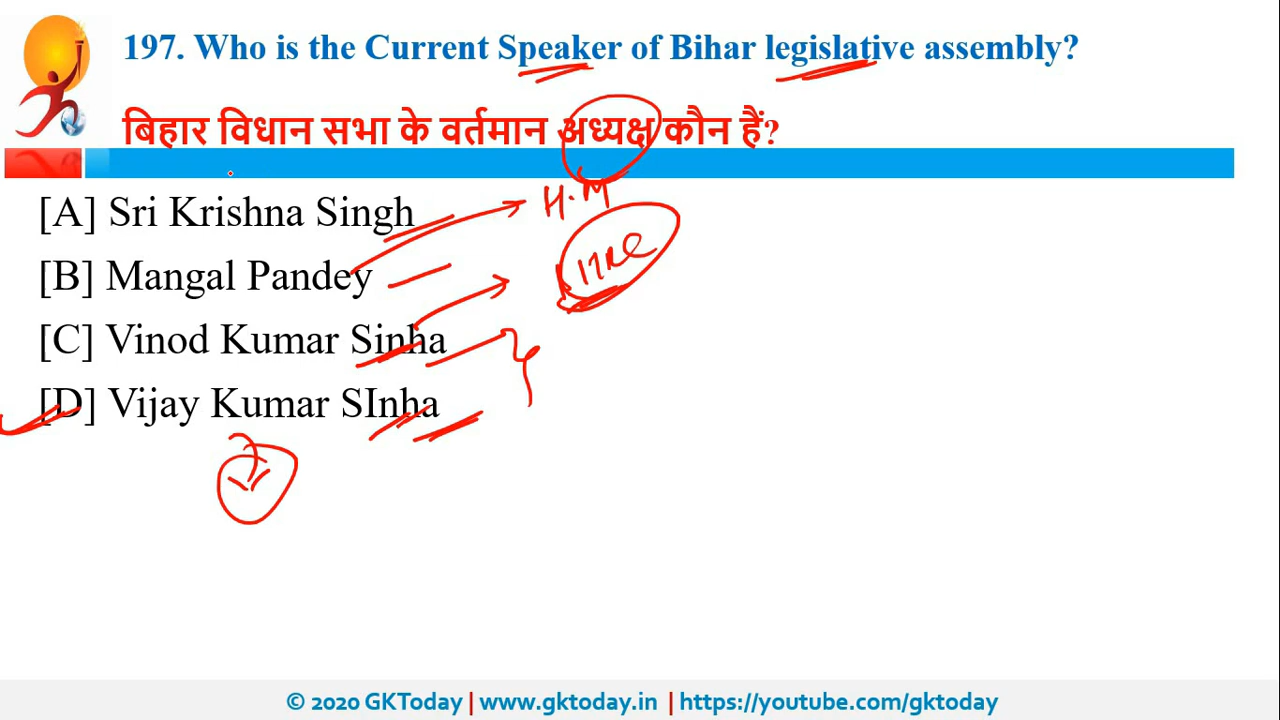 197. Who is the Current Speaker of Bihar legislative assembly?
बिहार विधान सभा के वर्तमान अध्यक्ष कौन हैं?
[A] Sri Krishna Singh
H.M
[B] Mangal Pandey
[C] Vinod Kumar Sinha
[D] Vijay Kumar SInha
© 2020 GKToday | www.gktoday.in | https://youtube.com/gktoday